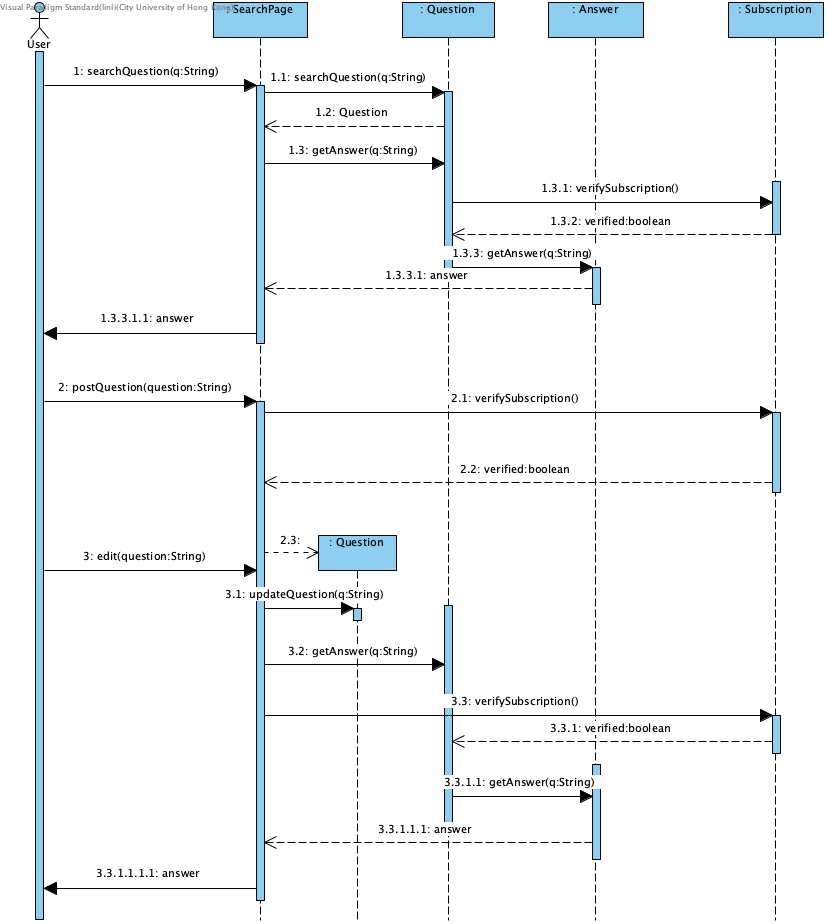 Visual Paradigm Standard(linli(City University of Hong Kong))
: SearchPage
: Question
: Answer
: Subscription
User
1: searchQuestion(q:String)
1.1: searchQuestion(q:String)
1.2: Question
1.3: getAnswer(q:String)
1.3.1: verifySubscription()
1.3.2: verified:boolean
1.3.3: getAnswer(q:String)
1.3.3.1: answer
1.3.3.1.1: answer
2: postQuestion(question:String)
2.1: verifySubscription()
2.2: verified:boolean
2.3:
: Question
3: edit(question:String)
3.1: updateQuestion(q:String)
3.2: getAnswer(q:String)
3.3: verifySubscription()
3.3.1: verified:boolean
3.3.1.1: getAnswer(q:String)
3.3.1.1.1: answer
3.3.1.1.1.1: answer